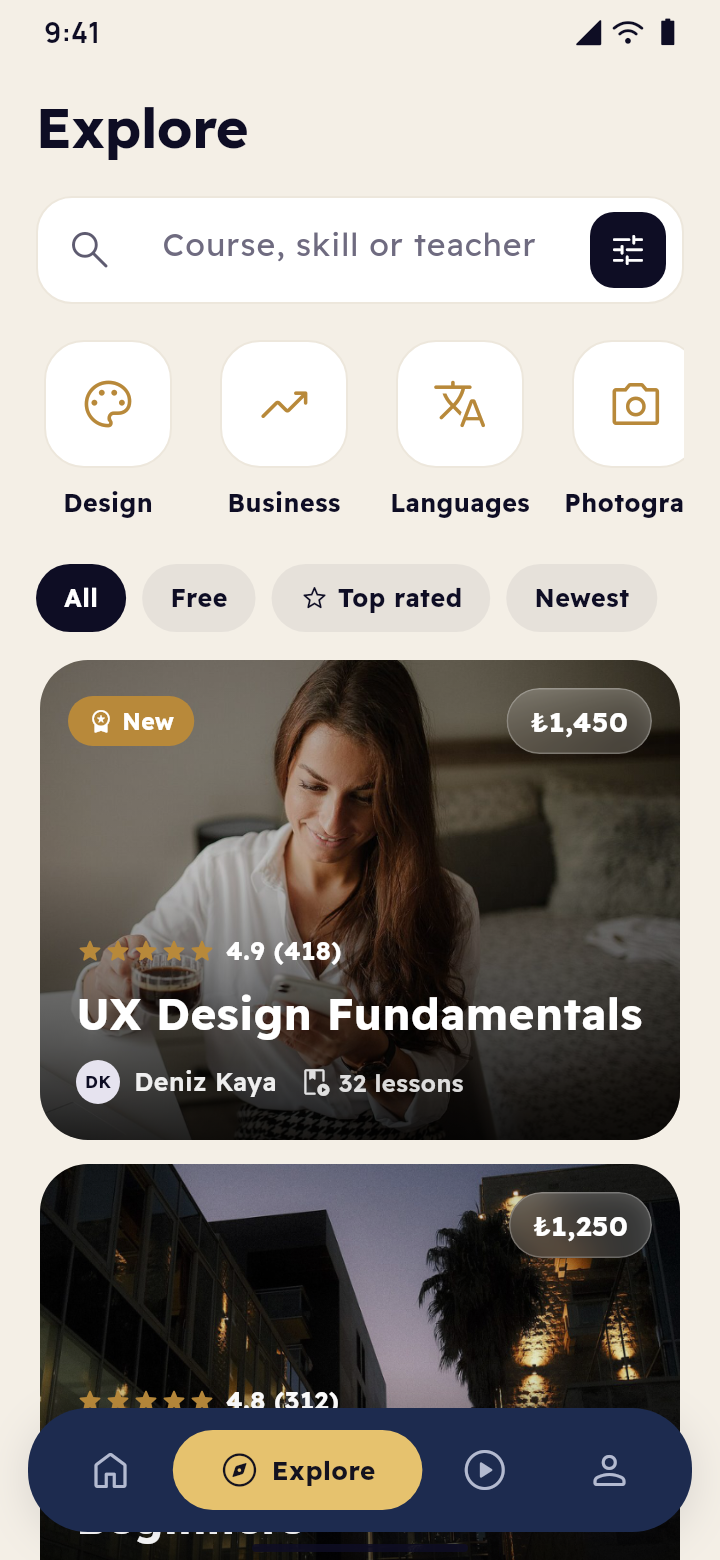 9:41
Explore
Course, skill or teacher
Design
Business
Languages
Photogra
All
Free
Top rated
Newest
New
₺1,450
4.9 (418)
UX Design Fundamentals
DK
Deniz Kaya
32 lessons
₺1,250
4.8 (312)
Beginners
Explore